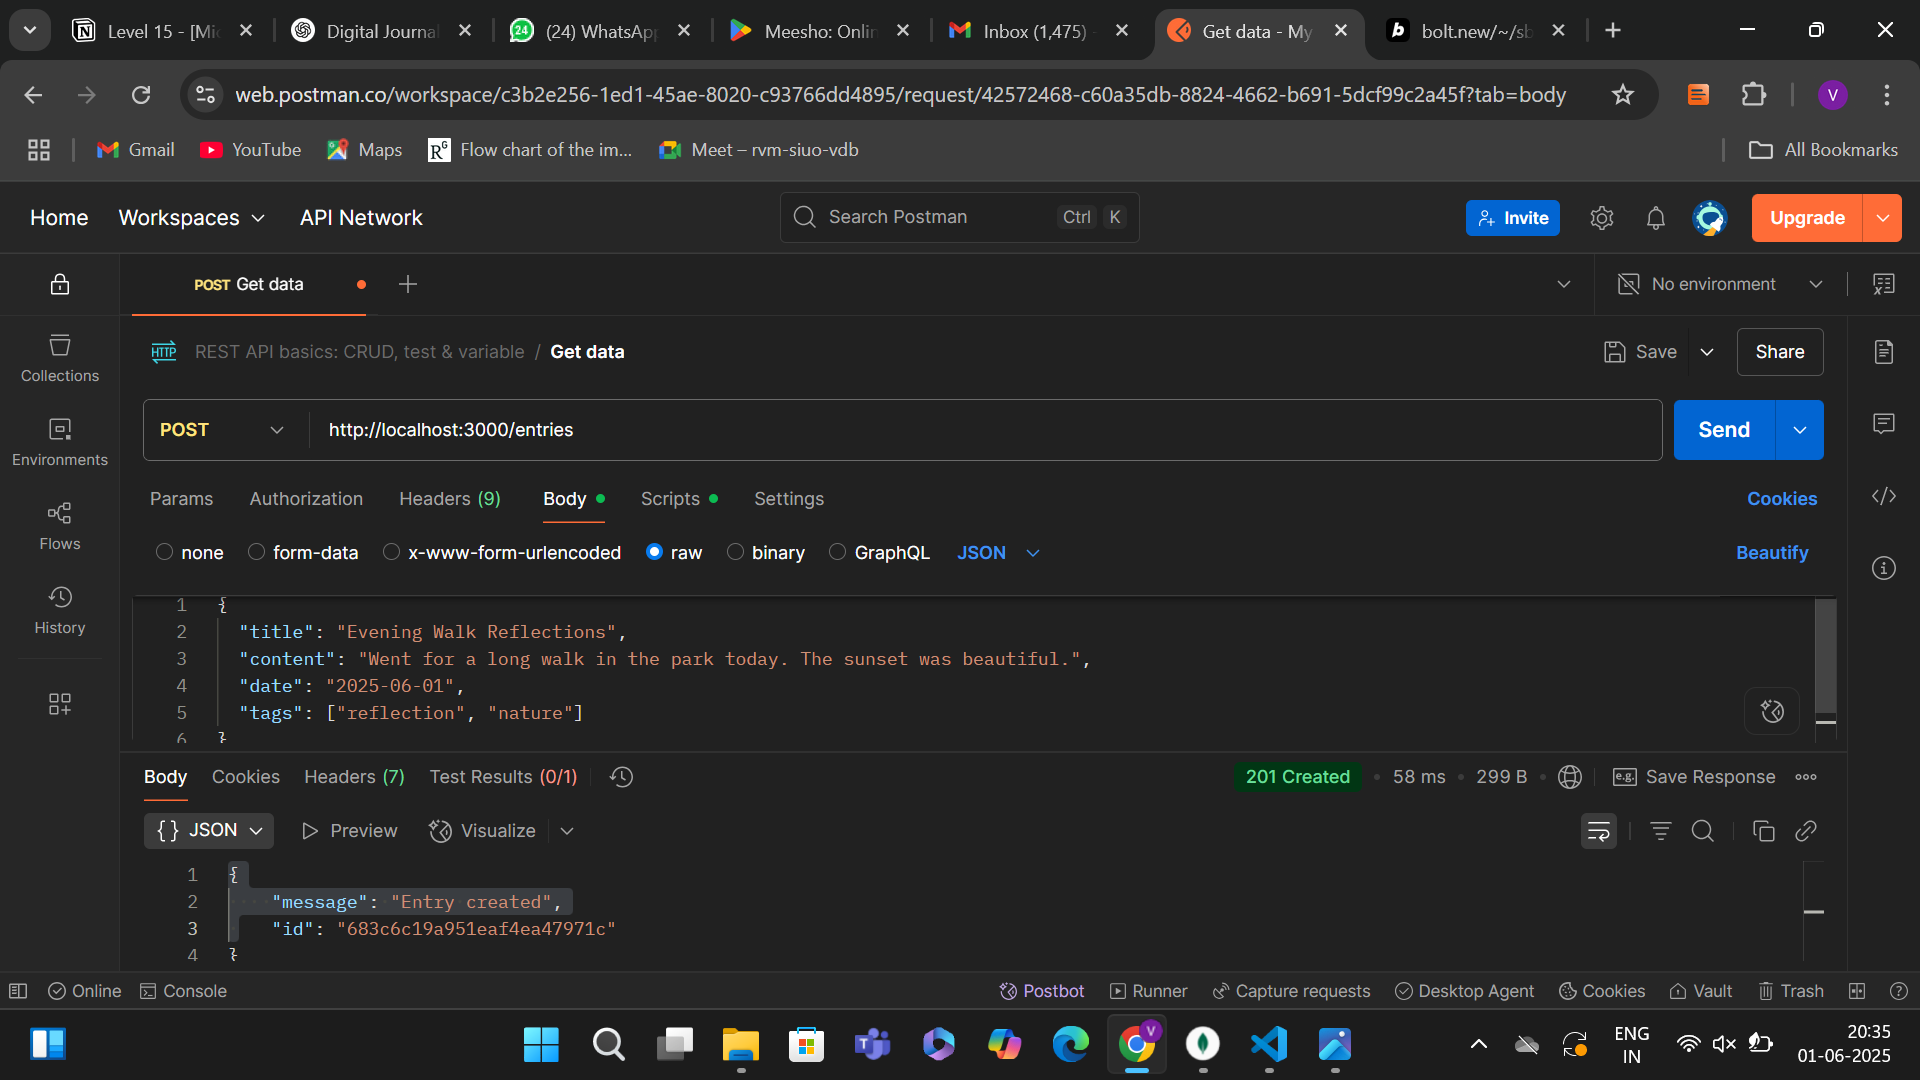 Level 15 - [Mic
Digital Journal
(24) WhatsApp
Meesho: Onlin
Inbox (1,475) -
Get data - My
bolt.new/~/sb
web.postman.co/workspace/c3b2e256-1ed1-45ae-8020-c93766dd4895/request/42572468-c60a35db-8824-4662-b691-5dcf99c2a45f?tab=body
V
Gmail
YouTube
Maps
RG
Flow chart of the im...
Meet – rvm-siuo-vdb
All Bookmarks
Home
Workspaces
API Network
Search Postman
Ctrl
K
Invite
Upgrade
POST Get data
No environment
HTTP
REST API basics: CRUD, test & variable / Get data
Save
Share
Collections
Environments
Flows
History
POST
http://localhost:3000/entries
Send
Params
Authorization
Headers (9)
Body
Scripts
Settings
Cookies
none
form-data
x-www-form-urlencoded
raw
binary
GraphQL
JSON
Beautify
1 {
2 "title": "Evening Walk Reflections",
3 "content": "Went for a long walk in the park today. The sunset was beautiful.",
4 "date": "2025-06-01",
5 "tags": ["reflection", "nature"]
6 }
Body
Cookies
Headers (7)
Test Results (0/1)
201 Created
58 ms
299 B
e.g.
Save Response
{} JSON
Preview
Visualize
1 {
2 "message": "Entry created",
3 "id": "683c6c19a951eaf4ea47971c"
4 }
Online
Console
Postbot
Runner
Capture requests
Desktop Agent
Cookies
Vault
Trash
ENG
IN
20:35
01-06-2025